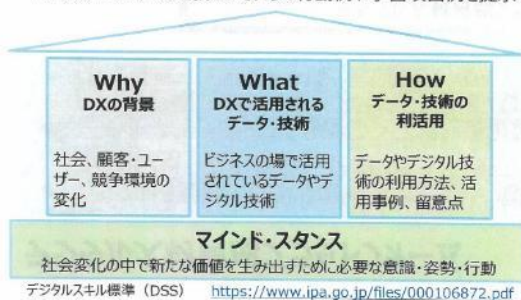 Why
DXの背景
社会、顧客・ユー
ザー、競争環境の
変化
What
DXで活用される
データ・技術
ビジネスの場で活用
されているデータやデ
ジタル技術
How
データ・技術の
利活用
データやデジタル技
術の利用方法、活
用事例、留意点
マインド・スタンス
社会変化の中で新たな価値を生み出すために必要な意識・姿勢・行動
デジタルスキル標準（DSS） https://www.ipa.go.jp/files/000106872.pdf